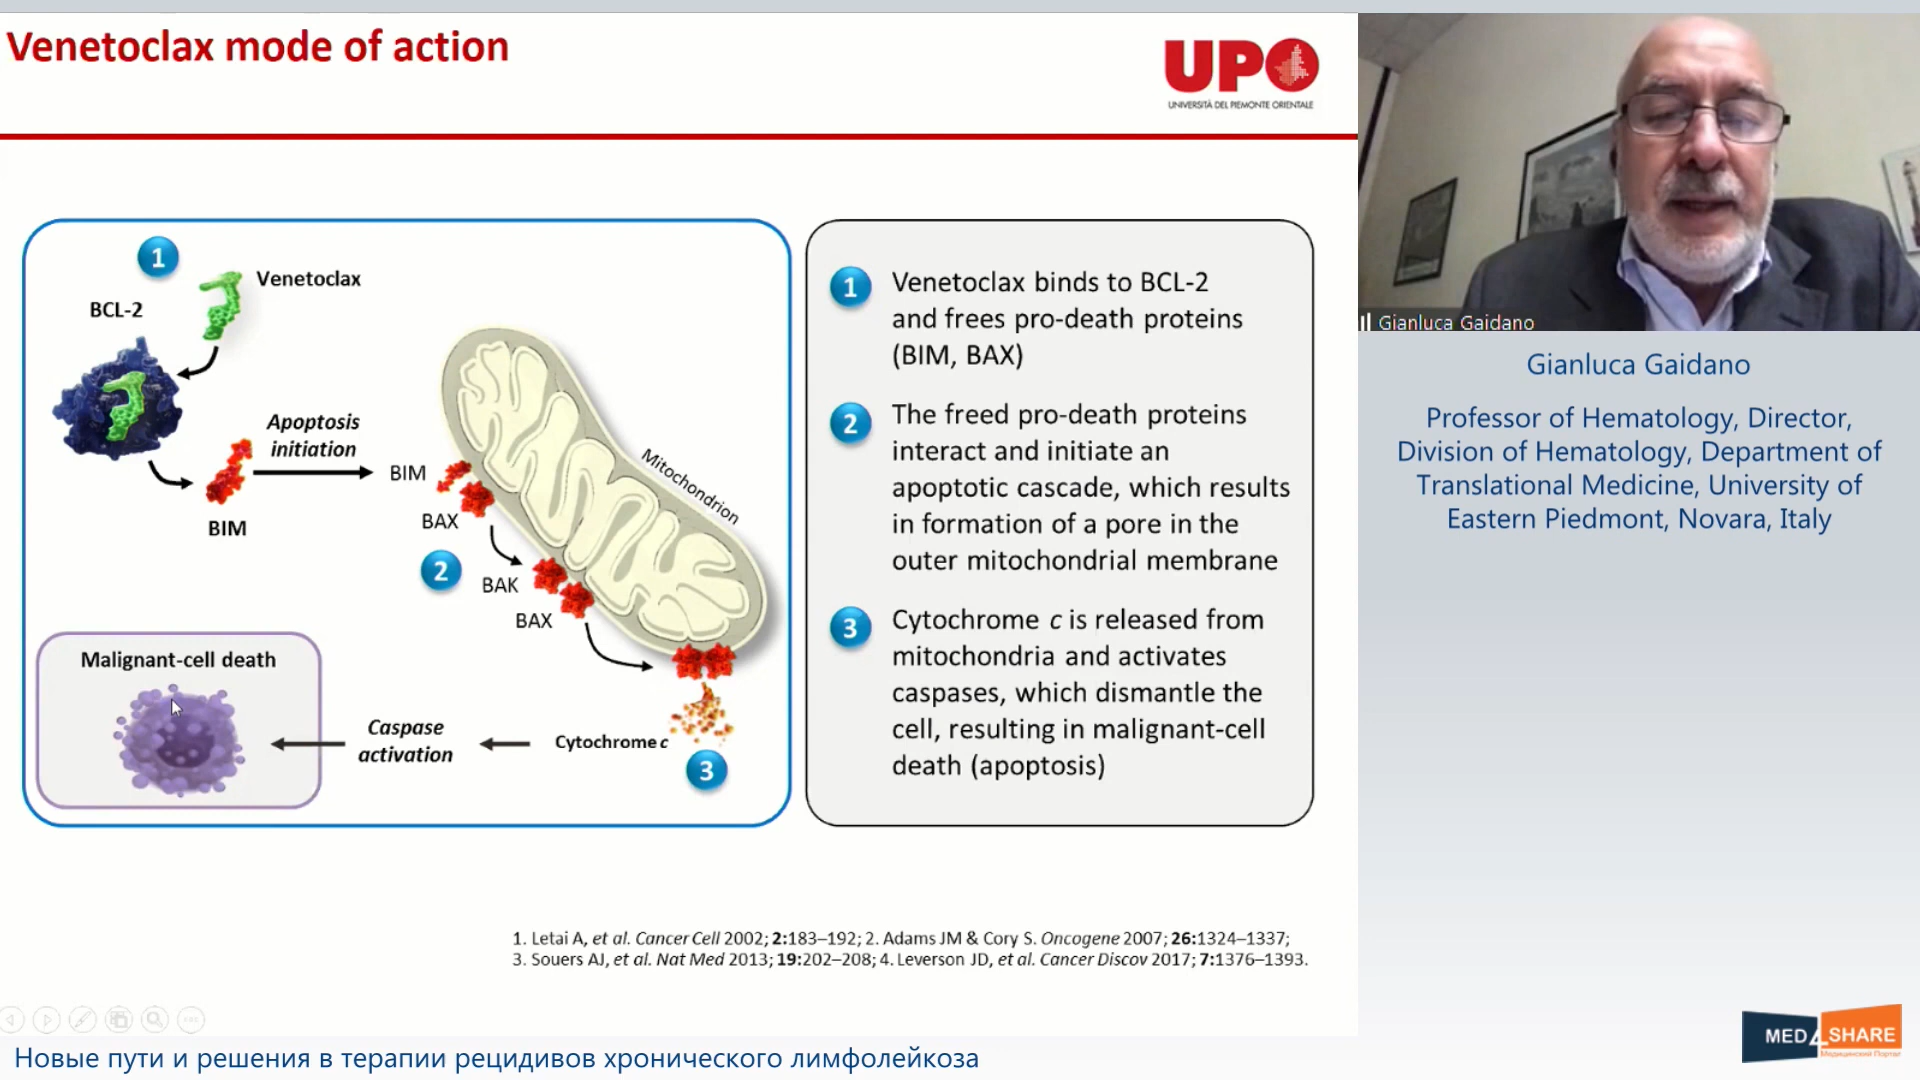 Venetoclax mode of action
UPO
UNIVERSITÀ DEL PIEMONTE ORIENTALE
1
Venetoclax
BCL-2
Apoptosis
initiation
BIM
BIM
BAX
Mitochondrion
2
BAK
BAX
Malignant-cell death
Caspase
activation
Cytochrome c
3
1 Venetoclax binds to BCL-2
and frees pro-death proteins
(BIM, BAX)
2 The freed pro-death proteins
interact and initiate an
apoptotic cascade, which results
in formation of a pore in the
outer mitochondrial membrane
3 Cytochrome c is released from
mitochondria and activates
caspases, which dismantle the
cell, resulting in malignant-cell
death (apoptosis)
1. Letai A, et al. Cancer Cell 2002; 2:183–192; 2. Adams JM & Cory S. Oncogene 2007; 26:1324–1337;
3. Souers AJ, et al. Nat Med 2013; 19:202–208; 4. Leverson JD, et al. Cancer Discov 2017; 7:1376–1393.
Gianluca Gaidano
Gianluca Gaidano
Professor of Hematology, Director,
Division of Hematology, Department of
Translational Medicine, University of
Eastern Piedmont, Novara, Italy
MED4SHARE
Медицинский Портал
Новые пути и решения в терапии рецидивов хронического лимфолейкоза